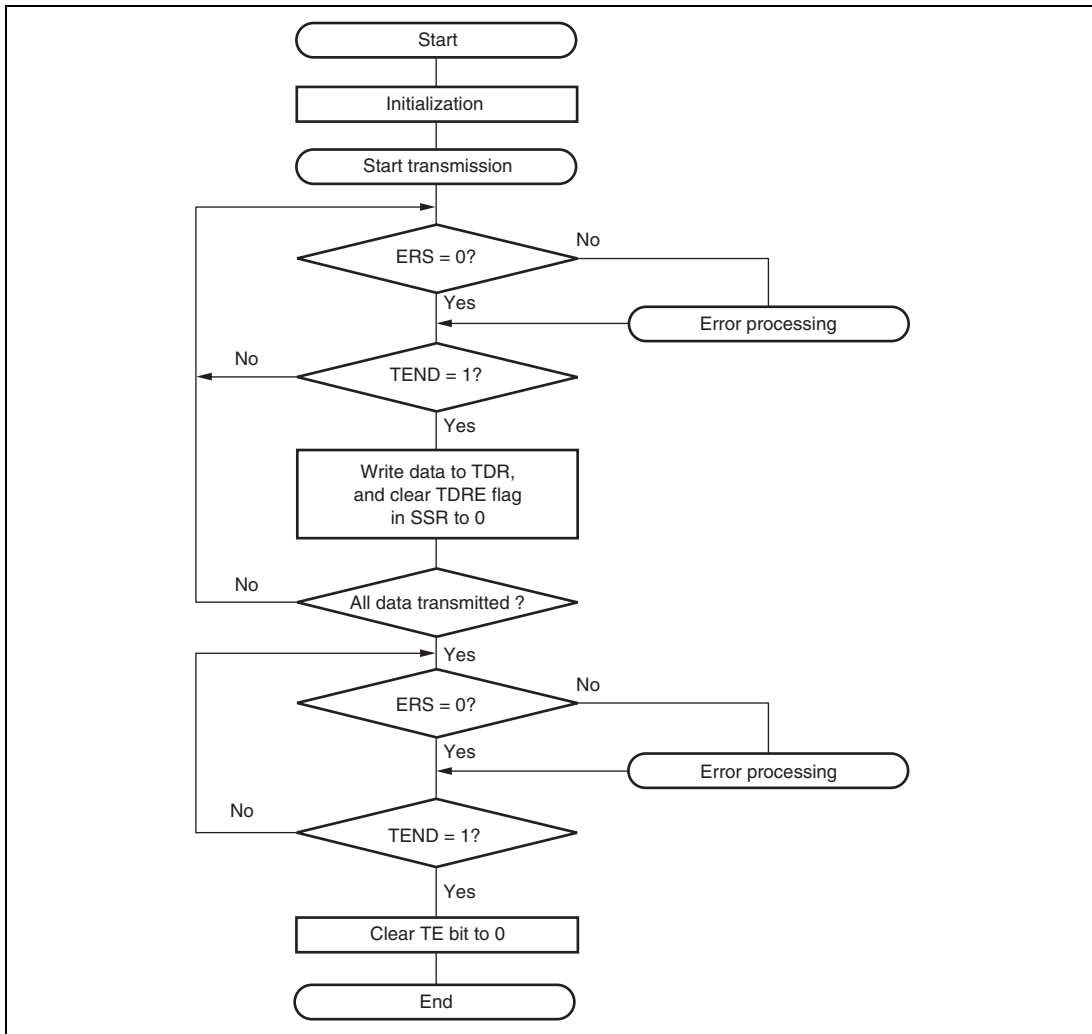 Start
Initialization
Start transmission
ERS = 0?
No
Yes
Error processing
No
TEND = 1?
Yes
Write data to TDR,
and clear TDRE flag
in SSR to 0
No
All data transmitted ?
Yes
ERS = 0?
No
Yes
Error processing
No
TEND = 1?
Yes
Clear TE bit to 0
End